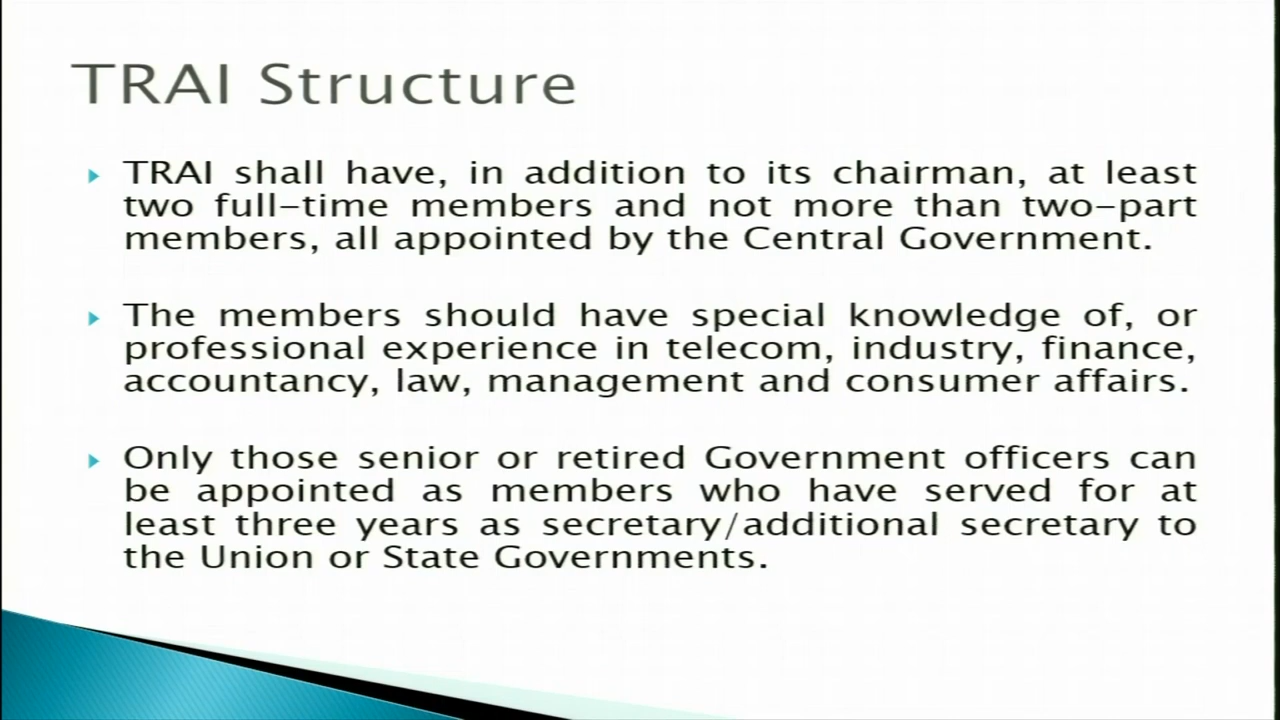 TRAI Structure
TRAI shall have, in addition to its chairman, at least
two full-time members and not more than two-part
members, all appointed by the Central Government.
The members should have special knowledge of, or
professional experience in telecom, industry, finance,
accountancy, law, management and consumer affairs.
Only those senior or retired Government officers can
be appointed as members who have served for at
least three years as secretary/additional secretary to
the Union or State Governments.